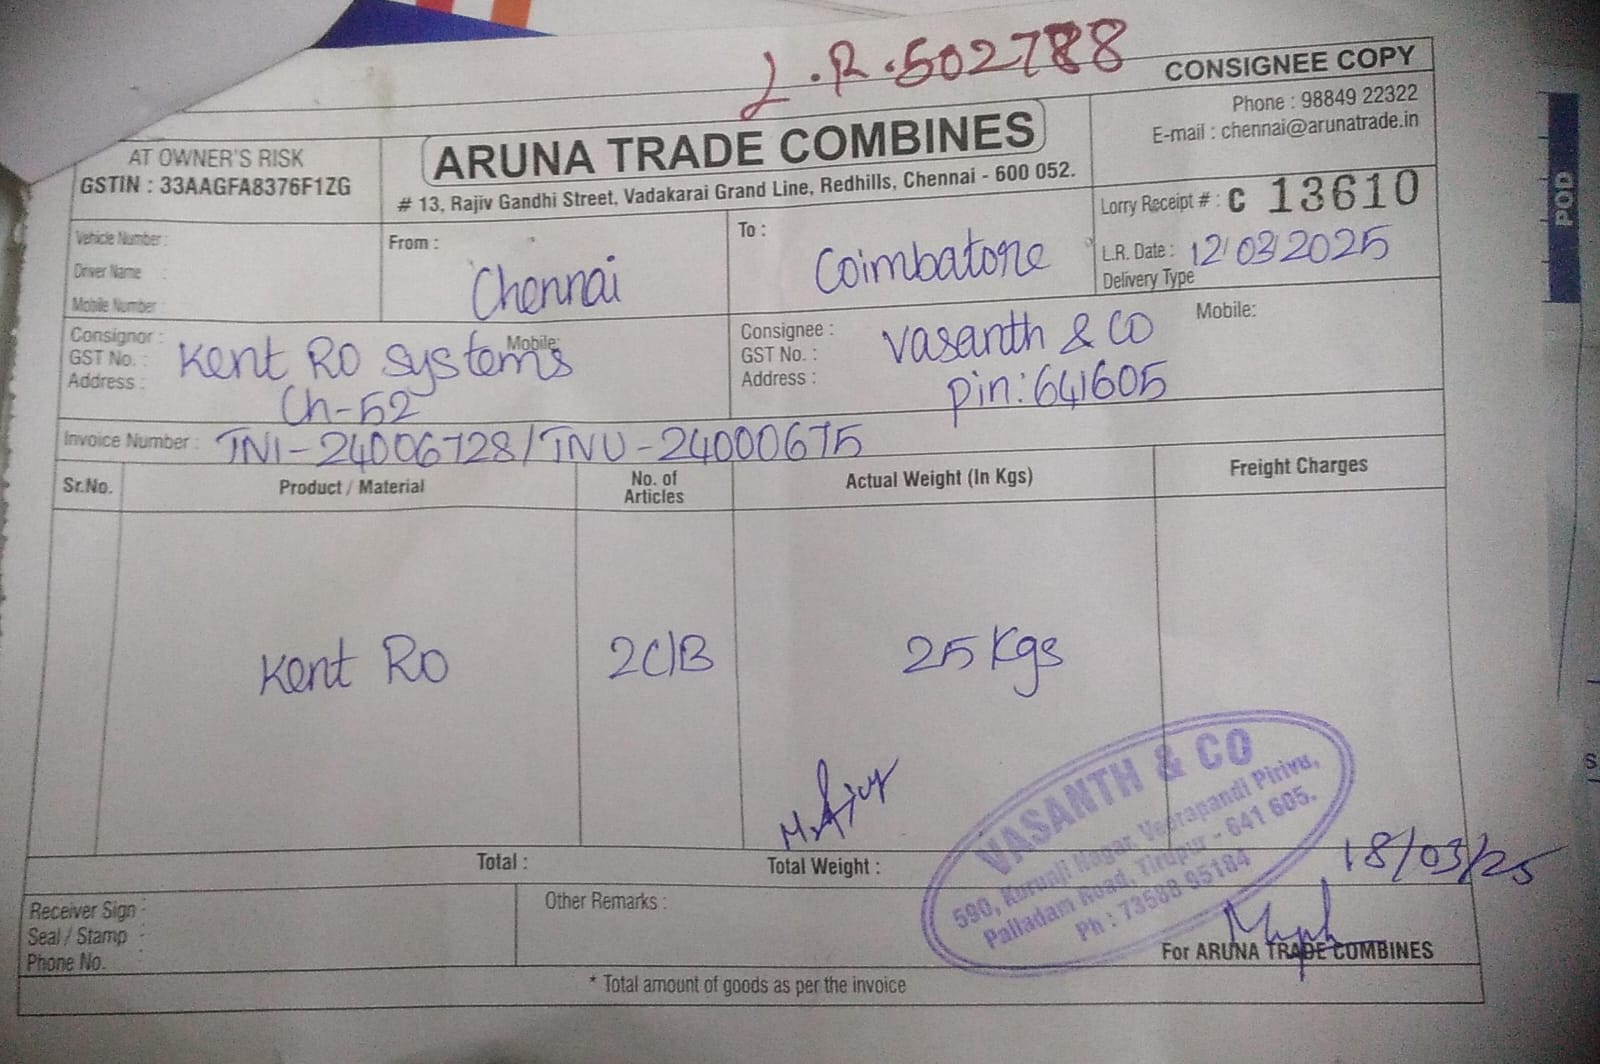 L.R.502788
CONSIGNEE COPY
Phone : 98849 22322
E-mail : chennai@arunatrade.in
AT OWNER'S RISK
GSTIN : 33AAGFA8376F1ZG
ARUNA TRADE COMBINES
# 13, Rajiv Gandhi Street, Vadakarai Grand Line, Redhills, Chennai - 600 052.
Lorry Receipt # : C 13610
L.R. Date : 12/03/2025
Delivery Type
Vehicle Number :
Driver Name :
Mobile Number :
From :
Chennai
To :
Coimbatore
Consignor : Mobile:
GST No. : Kent RO Systems
Address : Ch-52
Consignee : Vasanth & CO Mobile:
GST No. :
Address : Pin:641605
Invoice Number : TNI-24006728/TNU-24000675
Sr.No. Product / Material No. of Articles Actual Weight (In Kgs) Freight Charges
Kent RO 2C/B 25 Kgs
VASANTH & CO
590, Kurunji Nagar, Veerapandi Pirivu,
Palladam Road, Tirupur - 641 605.
Ph : 73588 95184
18/03/25
Total : Total Weight :
Receiver Sign :
Seal / Stamp :
Phone No.
Other Remarks :
For ARUNA TRADE COMBINES
* Total amount of goods as per the invoice
POD
S